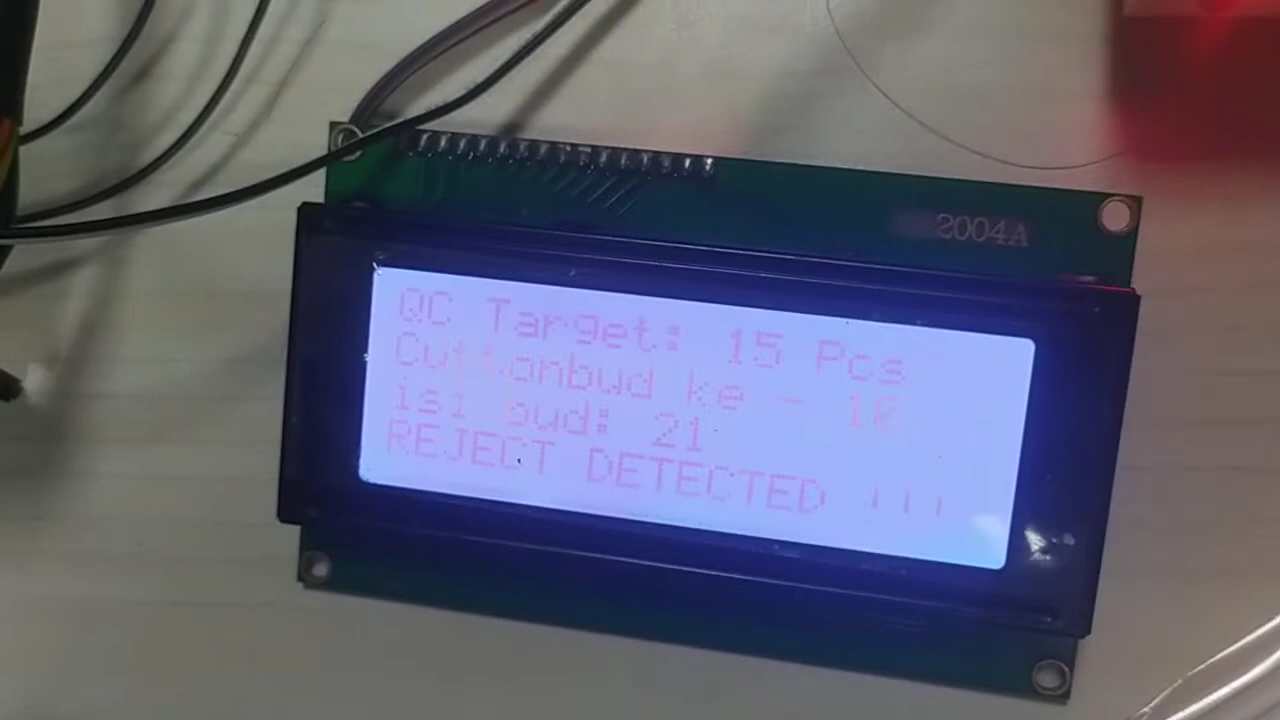 2004A
QC Target: 15 Pcs
Cuttonbud ke - 10
isi bud: 21
REJECT DETECTED !!!